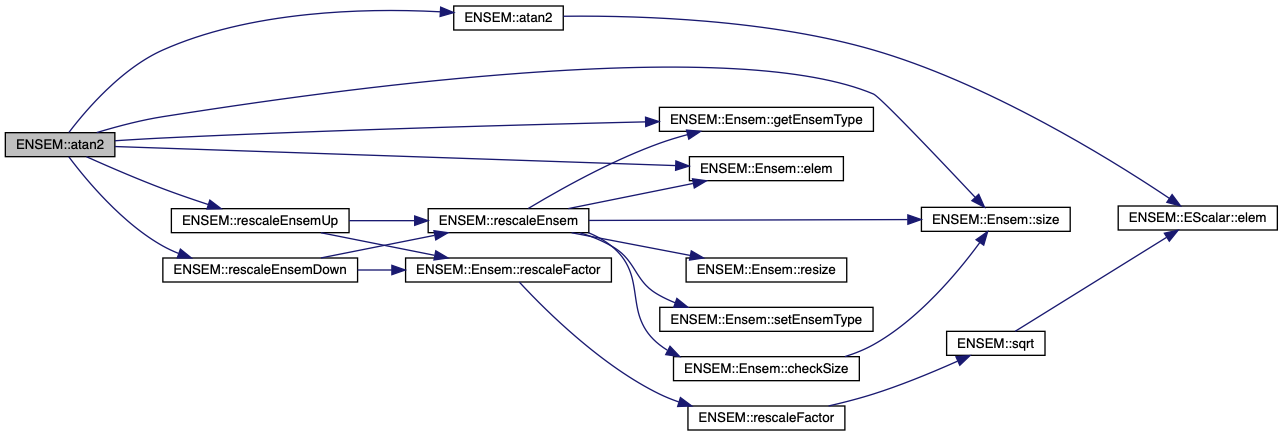 ENSEM::atan2
ENSEM::atan2
ENSEM::Ensem::getEnsemType
ENSEM::Ensem::elem
ENSEM::rescaleEnsemUp
ENSEM::rescaleEnsem
ENSEM::Ensem::size
ENSEM::EScalar::elem
ENSEM::rescaleEnsemDown
ENSEM::Ensem::rescaleFactor
ENSEM::Ensem::resize
ENSEM::Ensem::setEnsemType
ENSEM::sqrt
ENSEM::Ensem::checkSize
ENSEM::rescaleFactor